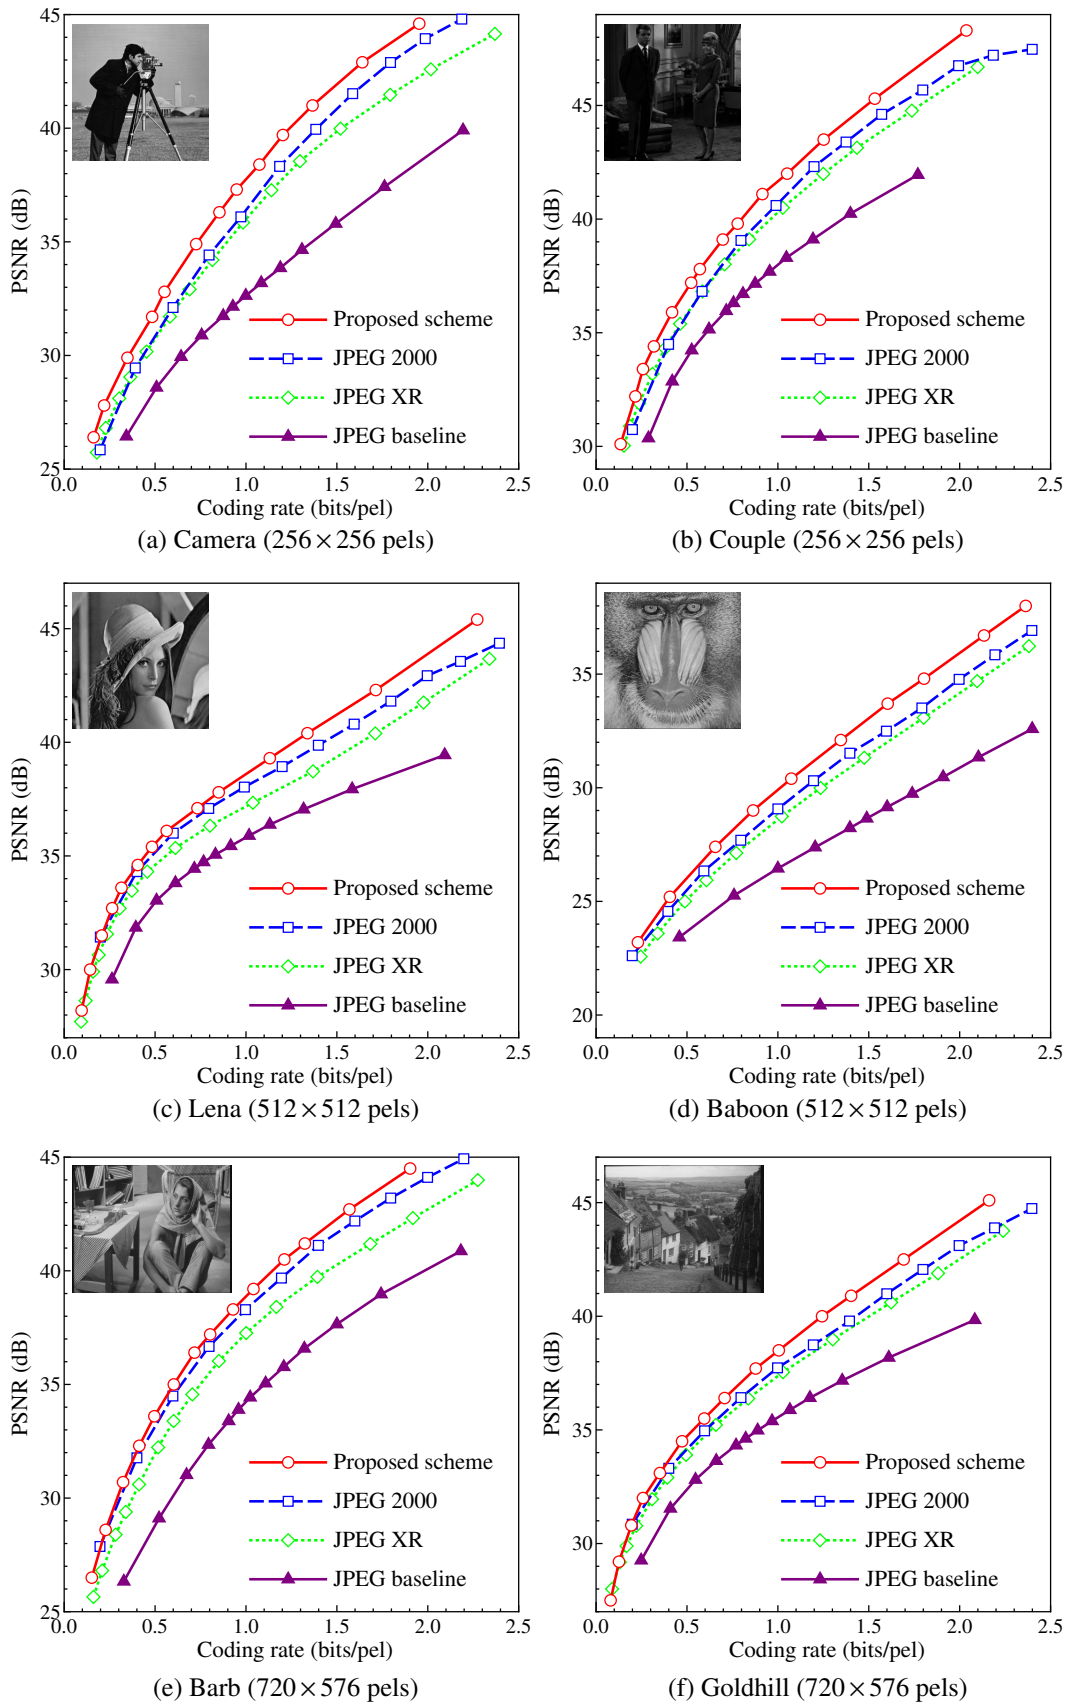 45
40
35
30
25
PSNR (dB)
Proposed scheme
JPEG 2000
JPEG XR
JPEG baseline
0.0 0.5 1.0 1.5 2.0 2.5
Coding rate (bits/pel)
(a) Camera (256×256 pels)
45
40
35
30
PSNR (dB)
Proposed scheme
JPEG 2000
JPEG XR
JPEG baseline
0.0 0.5 1.0 1.5 2.0 2.5
Coding rate (bits/pel)
(b) Couple (256×256 pels)
45
40
35
30
PSNR (dB)
Proposed scheme
JPEG 2000
JPEG XR
JPEG baseline
0.0 0.5 1.0 1.5 2.0 2.5
Coding rate (bits/pel)
(c) Lena (512×512 pels)
35
30
25
20
PSNR (dB)
Proposed scheme
JPEG 2000
JPEG XR
JPEG baseline
0.0 0.5 1.0 1.5 2.0 2.5
Coding rate (bits/pel)
(d) Baboon (512×512 pels)
45
40
35
30
25
PSNR (dB)
Proposed scheme
JPEG 2000
JPEG XR
JPEG baseline
0.0 0.5 1.0 1.5 2.0 2.5
Coding rate (bits/pel)
(e) Barb (720×576 pels)
45
40
35
30
PSNR (dB)
Proposed scheme
JPEG 2000
JPEG XR
JPEG baseline
0.0 0.5 1.0 1.5 2.0 2.5
Coding rate (bits/pel)
(f) Goldhill (720×576 pels)